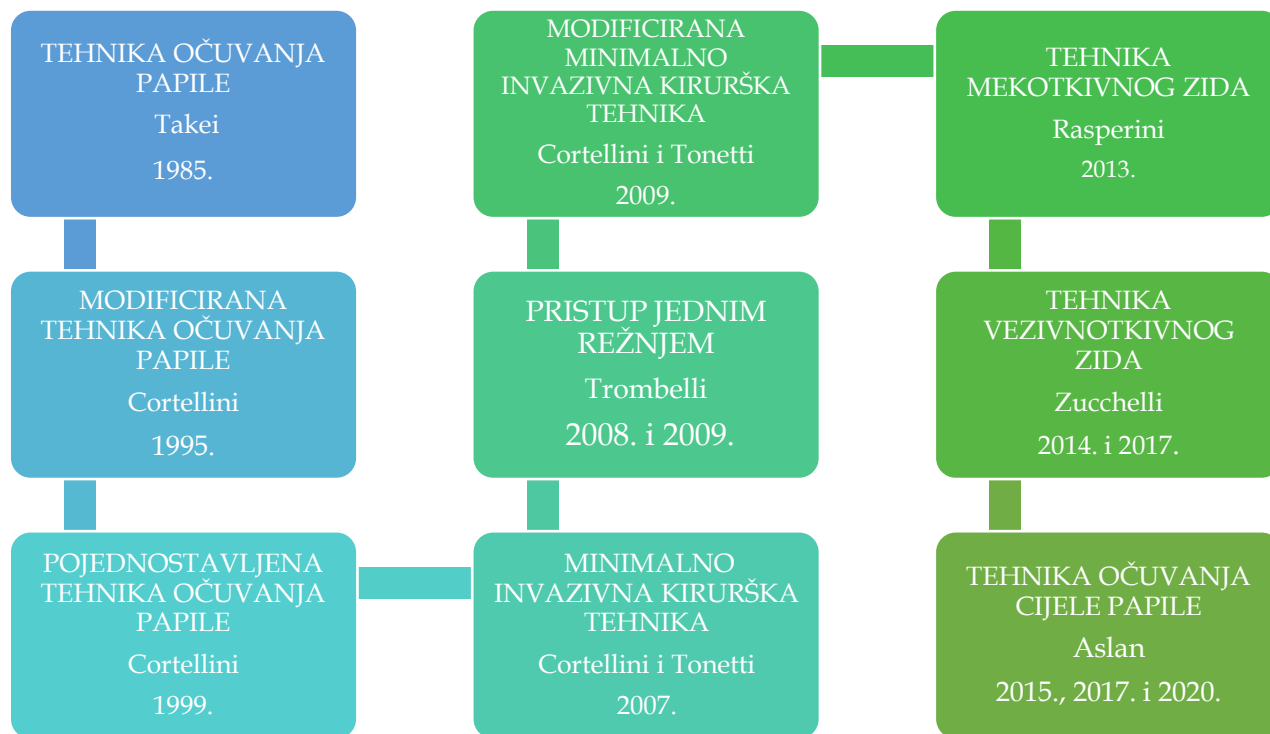 TEHNIKA OČUVANJA
PAPILE
Takei
1985.
MODIFICIRANA
TEHNIKA OČUVANJA
PAPILE
Cortellini
1995.
POJEDNOSTAVLJENA
TEHNIKA OČUVANJA
PAPILE
Cortellini
1999.
MINIMALNO
INVAZIVNA KIRURŠKA
TEHNIKA
Cortellini i Tonetti
2007.
PRISTUP JEDNIM
REŽNJEM
Trombelli
2008. i 2009.
MODIFICIRANA
MINIMALNO
INVAZIVNA KIRURŠKA
TEHNIKA
Cortellini i Tonetti
2009.
TEHNIKA
MEKOTKIVNOG ZIDA
Rasperini
2013.
TEHNIKA
VEZIVNOTKIVNOG
ZIDA
Zucchelli
2014. i 2017.
TEHNIKA OČUVANJA
CIJELE PAPILE
Aslan
2015., 2017. i 2020.